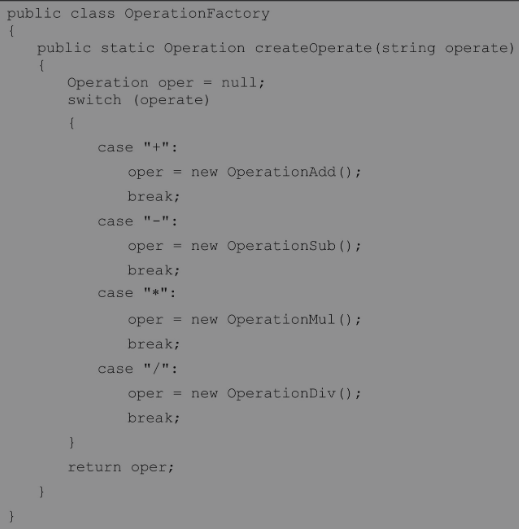 public class OperationFactory
{
    public static Operation createOperate(string operate)
    {
        Operation oper = null;
        switch (operate)
        {
            case "+":
                oper = new OperationAdd();
                break;
            case "-":
                oper = new OperationSub();
                break;
            case "*":
                oper = new OperationMul();
                break;
            case "/":
                oper = new OperationDiv();
                break;
        }
        return oper;
    }
}